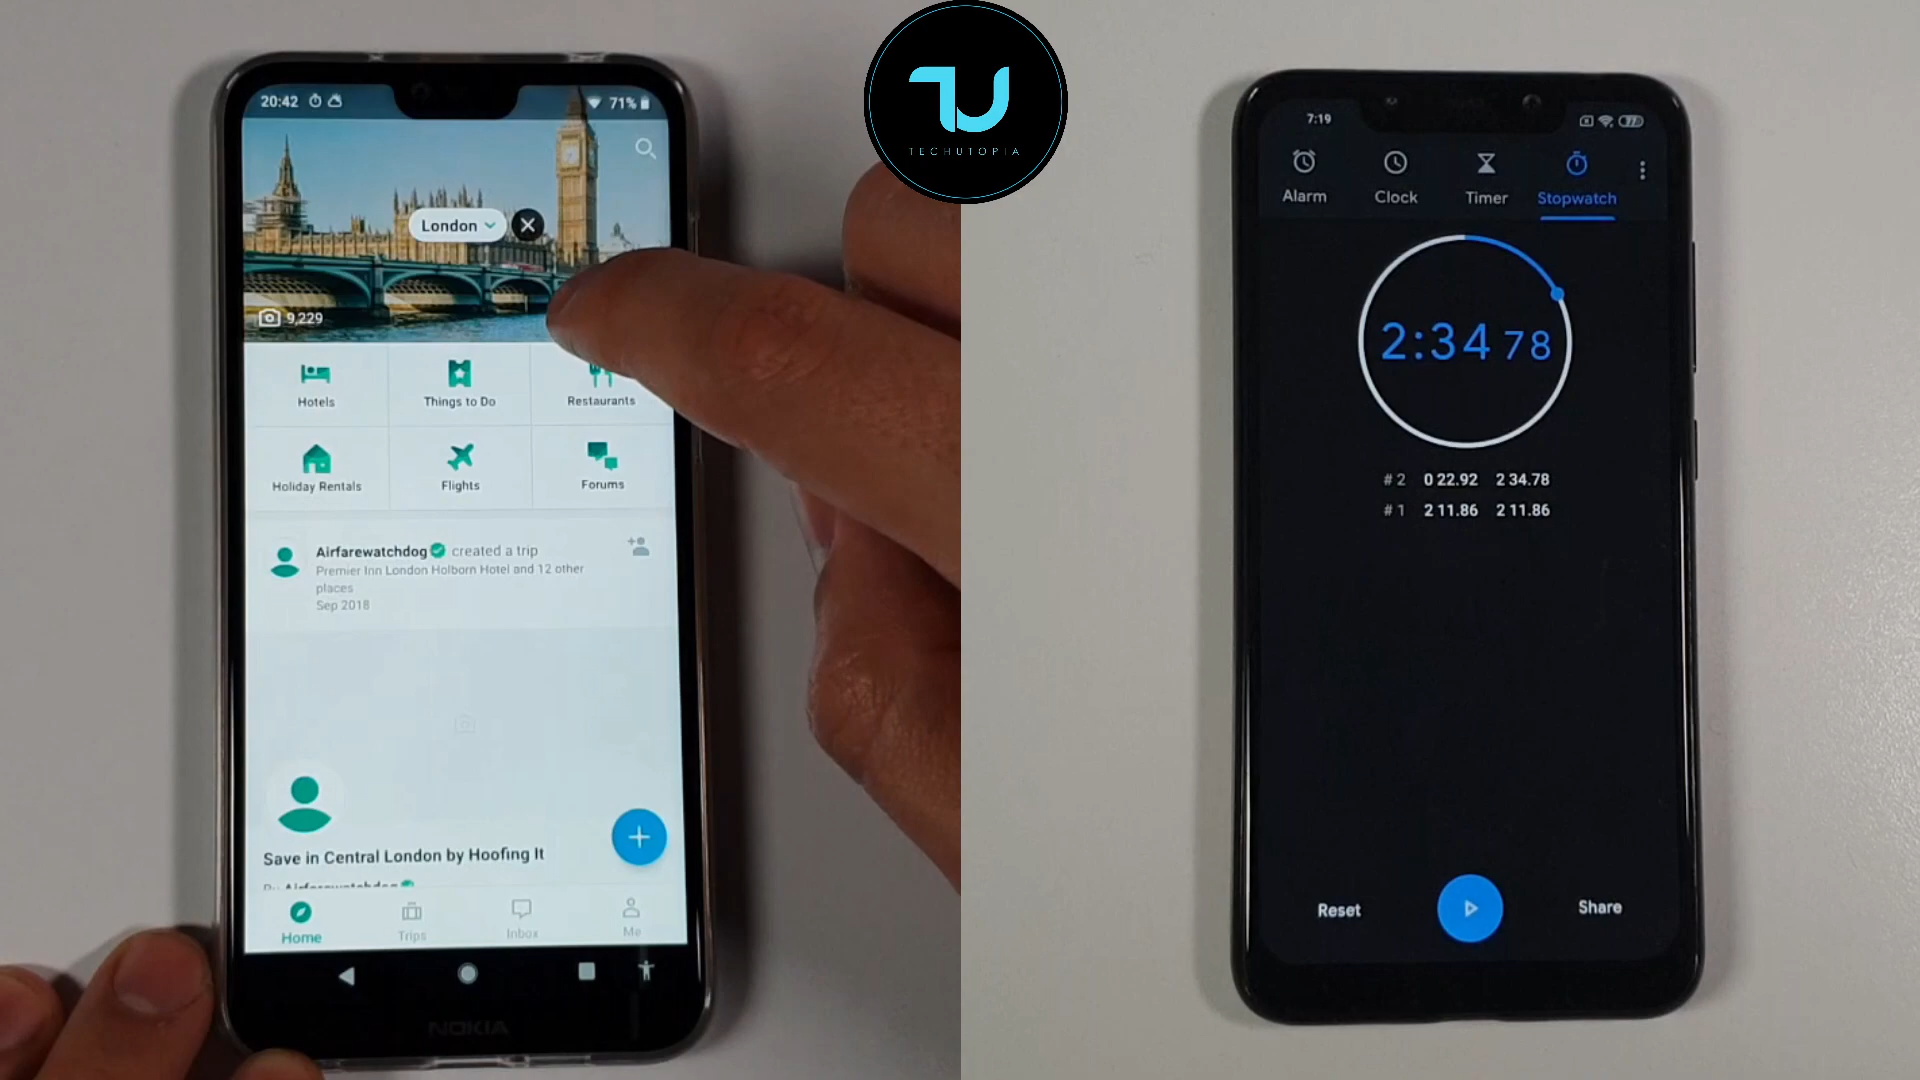 20:42
71%
London
9,229
Hotels
Things to Do
Restaurants
Holiday Rentals
Flights
Forums
Airfarewatchdog created a trip
Premier Inn London Holborn Hotel and 12 other
places
Sep 2018
Save in Central London by Hoofing It
By Airfarewatchdog
Home
Trips
Inbox
Me
NOKIA
TU
TECHUTOPIA
7:19
77
Alarm
Clock
Timer
Stopwatch
2:34 78
# 2 0 22.92 2 34.78
# 1 2 11.86 2 11.86
Reset
Share